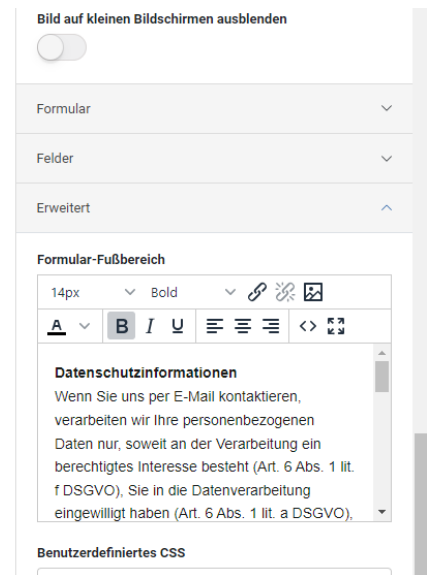 Bild auf kleinen Bildschirmen ausblenden
Formular
Felder
Erweitert
Formular-Fußbereich
14px Bold
A B I U <>
Datenschutzinformationen
Wenn Sie uns per E-Mail kontaktieren,
verarbeiten wir Ihre personenbezogenen
Daten nur, soweit an der Verarbeitung ein
berechtigtes Interesse besteht (Art. 6 Abs. 1 lit.
f DSGVO), Sie in die Datenverarbeitung
eingewilligt haben (Art. 6 Abs. 1 lit. a DSGVO),
Benutzerdefiniertes CSS